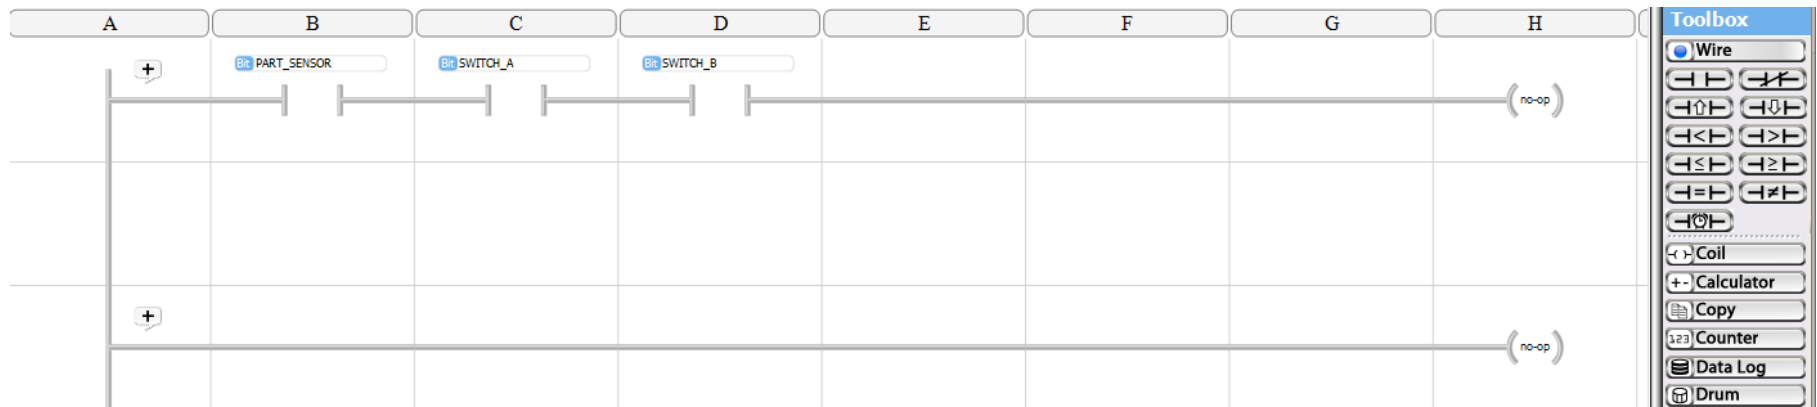 A B C D E F G H
Bit PART_SENSOR Bit SWITCH_A Bit SWITCH_B
no-op
no-op
Toolbox
Wire
Coil
+- Calculator
Copy
123 Counter
Data Log
Drum